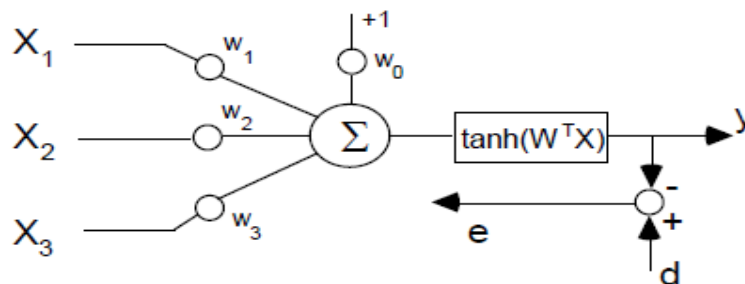 X₁
w₁
+1
w₀
X₂
w₂
Σ
tanh(WᵀX)
y
-
+
X₃
w₃
e
d